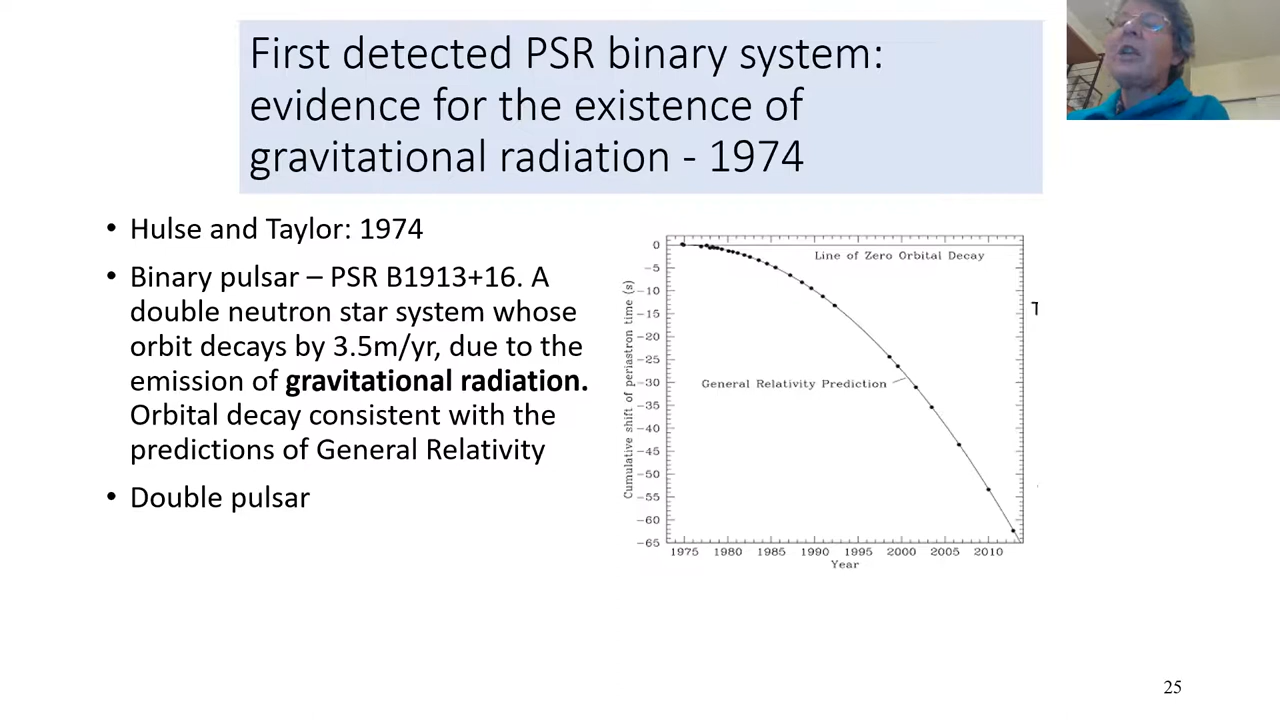 First detected PSR binary system:
evidence for the existence of
gravitational radiation - 1974
• Hulse and Taylor: 1974
• Binary pulsar – PSR B1913+16. A
double neutron star system whose
orbit decays by 3.5m/yr, due to the
emission of gravitational radiation.
Orbital decay consistent with the
predictions of General Relativity
• Double pulsar
Cumulative shift of periastron time (s)
0
-5
-10
-15
-20
-25
-30
-35
-40
-45
-50
-55
-60
-65
Line of Zero Orbital Decay
General Relativity Prediction
1975 1980 1985 1990 1995 2000 2005 2010
Year
T
25